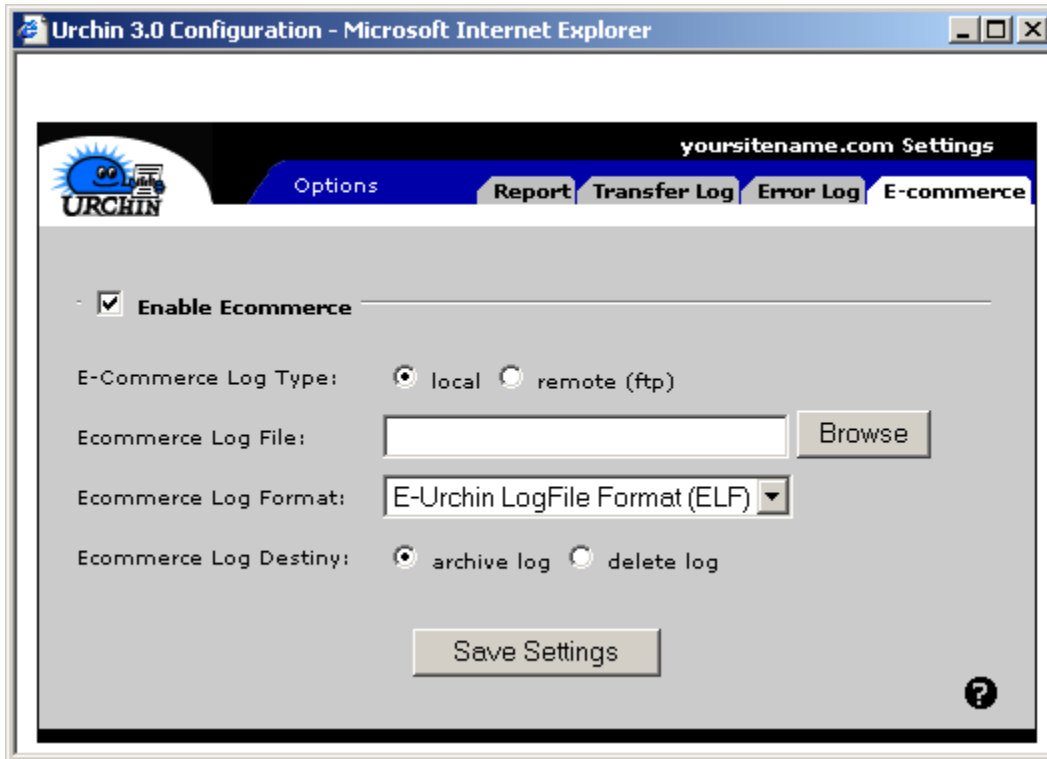 Urchin 3.0 Configuration - Microsoft Internet Explorer
yoursitename.com Settings
Options Report Transfer Log Error Log E-commerce
URCHIN
Enable Ecommerce
E-Commerce Log Type: local remote (ftp)
Ecommerce Log File: Browse
Ecommerce Log Format: E-Urchin LogFile Format (ELF)
Ecommerce Log Destiny: archive log delete log
Save Settings
?